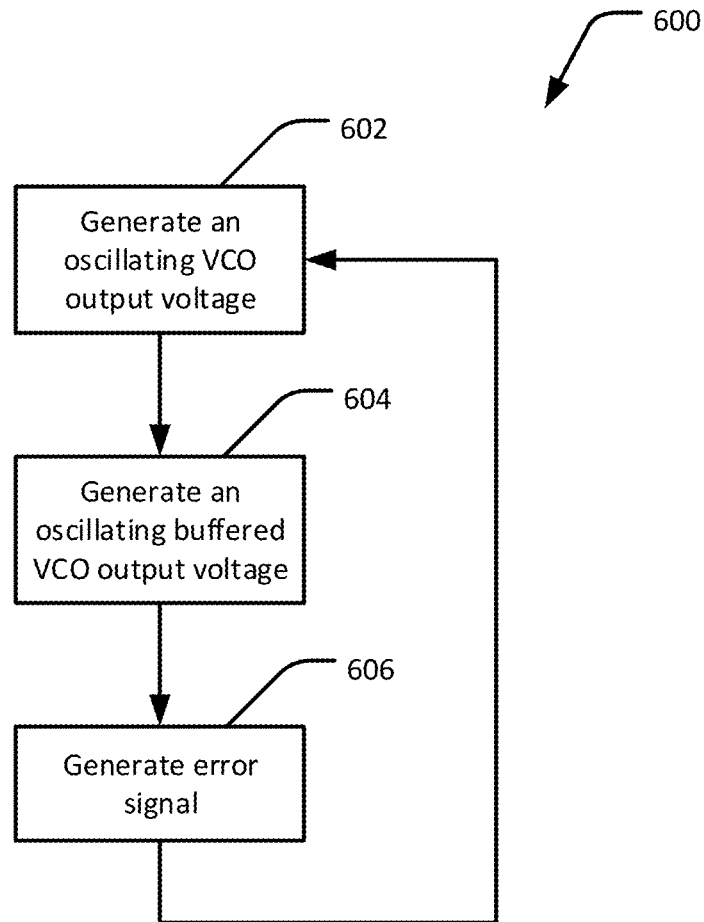 600
602
Generate an
oscillating VCO
output voltage
604
Generate an
oscillating buffered
VCO output voltage
606
Generate error
signal